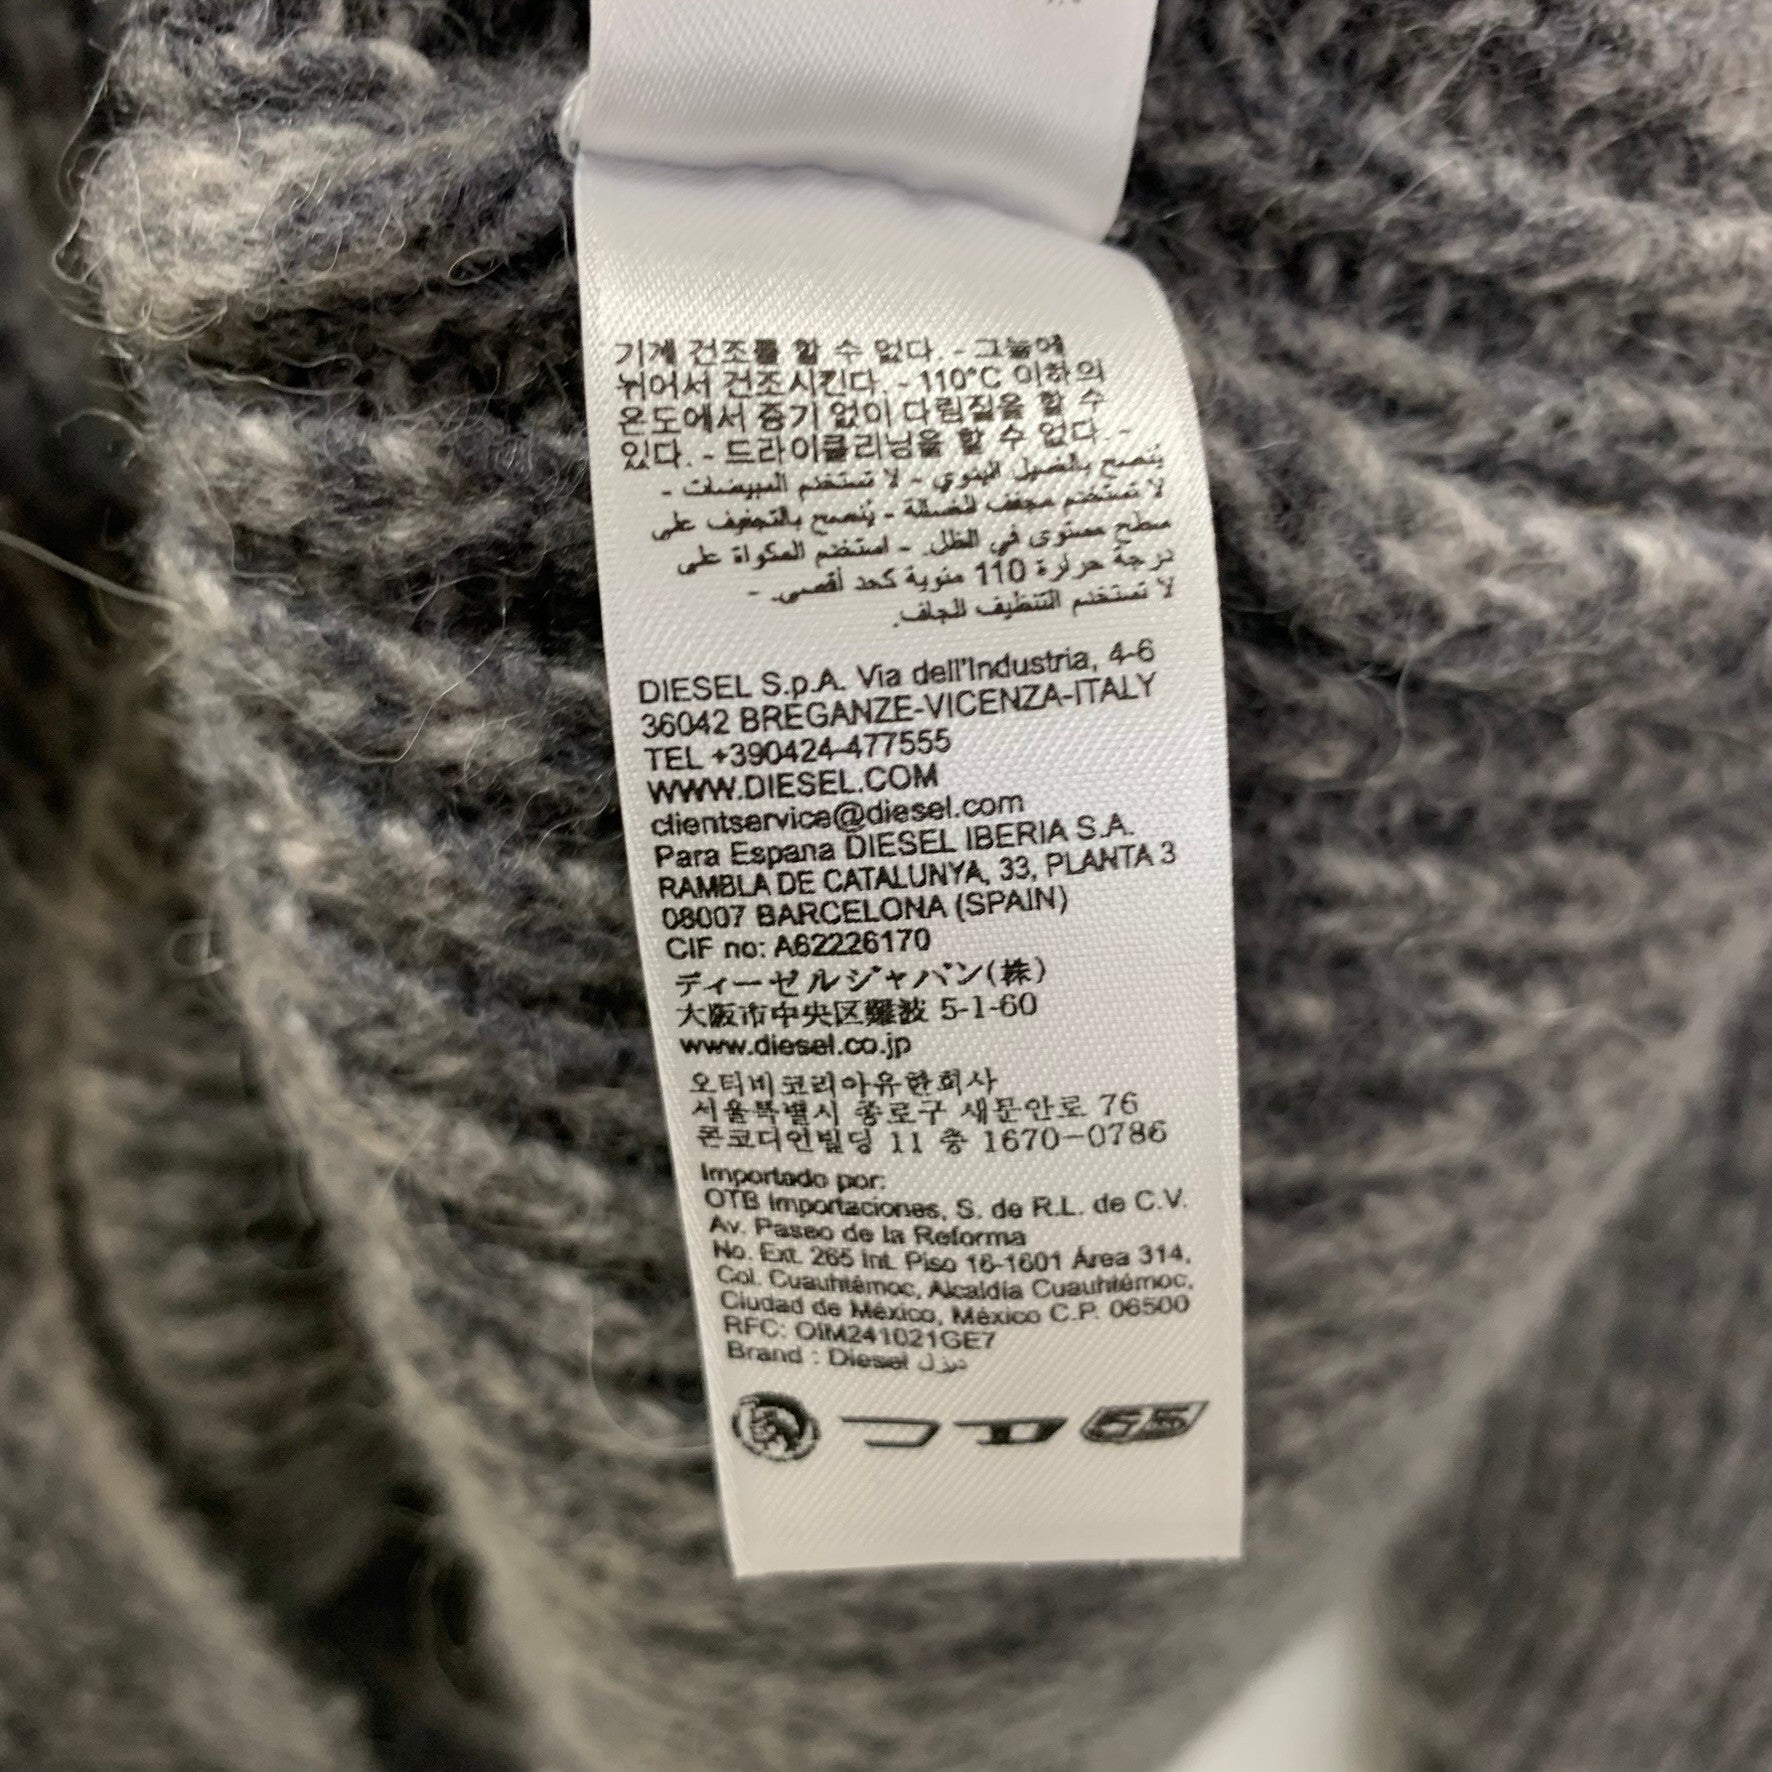 기계 건조를 할 수 없다. - 그늘에
뉘어서 건조시킨다. - 110°C 이하의
온도에서 증기 없이 다림질을 할 수
있다. - 드라이클리닝을 할 수 없다. -
ينصح بالغسيل اليدوي - لا تستخدم المبيضات -
لا تستخدم مجفف الغسالة - يُنصح بالتجفيف على
سطح مستوى في الظل. - استخدم المكواة على
درجة حرارة 110 مئوية كحد أقصى. -
لا تستخدم التنظيف الجاف.
DIESEL S.p.A. Via dell'Industria, 4-6
36042 BREGANZE-VICENZA-ITALY
TEL +390424-477555
WWW.DIESEL.COM
clientservice@diesel.com
Para Espana DIESEL IBERIA S.A.
RAMBLA DE CATALUNYA, 33, PLANTA 3
08007 BARCELONA (SPAIN)
CIF no: A62226170
ディーゼルジャパン(株)
大阪市中央区難波 5-1-60
www.diesel.co.jp
오티비코리아유한회사
서울특별시 종로구 새문안로 76
콘코디언빌딩 11 층 1670-0786
Importado por:
OTB Importaciones, S. de R.L. de C.V.
Av. Paseo de la Reforma
No. Ext. 265 Int. Piso 16-1601 Área 314,
Col. Cuauhtémoc, Alcaldía Cuauhtémoc,
Ciudad de México, México C.P. 06500
RFC: OIM241021GE7
Brand : Diesel ديزل
D 55